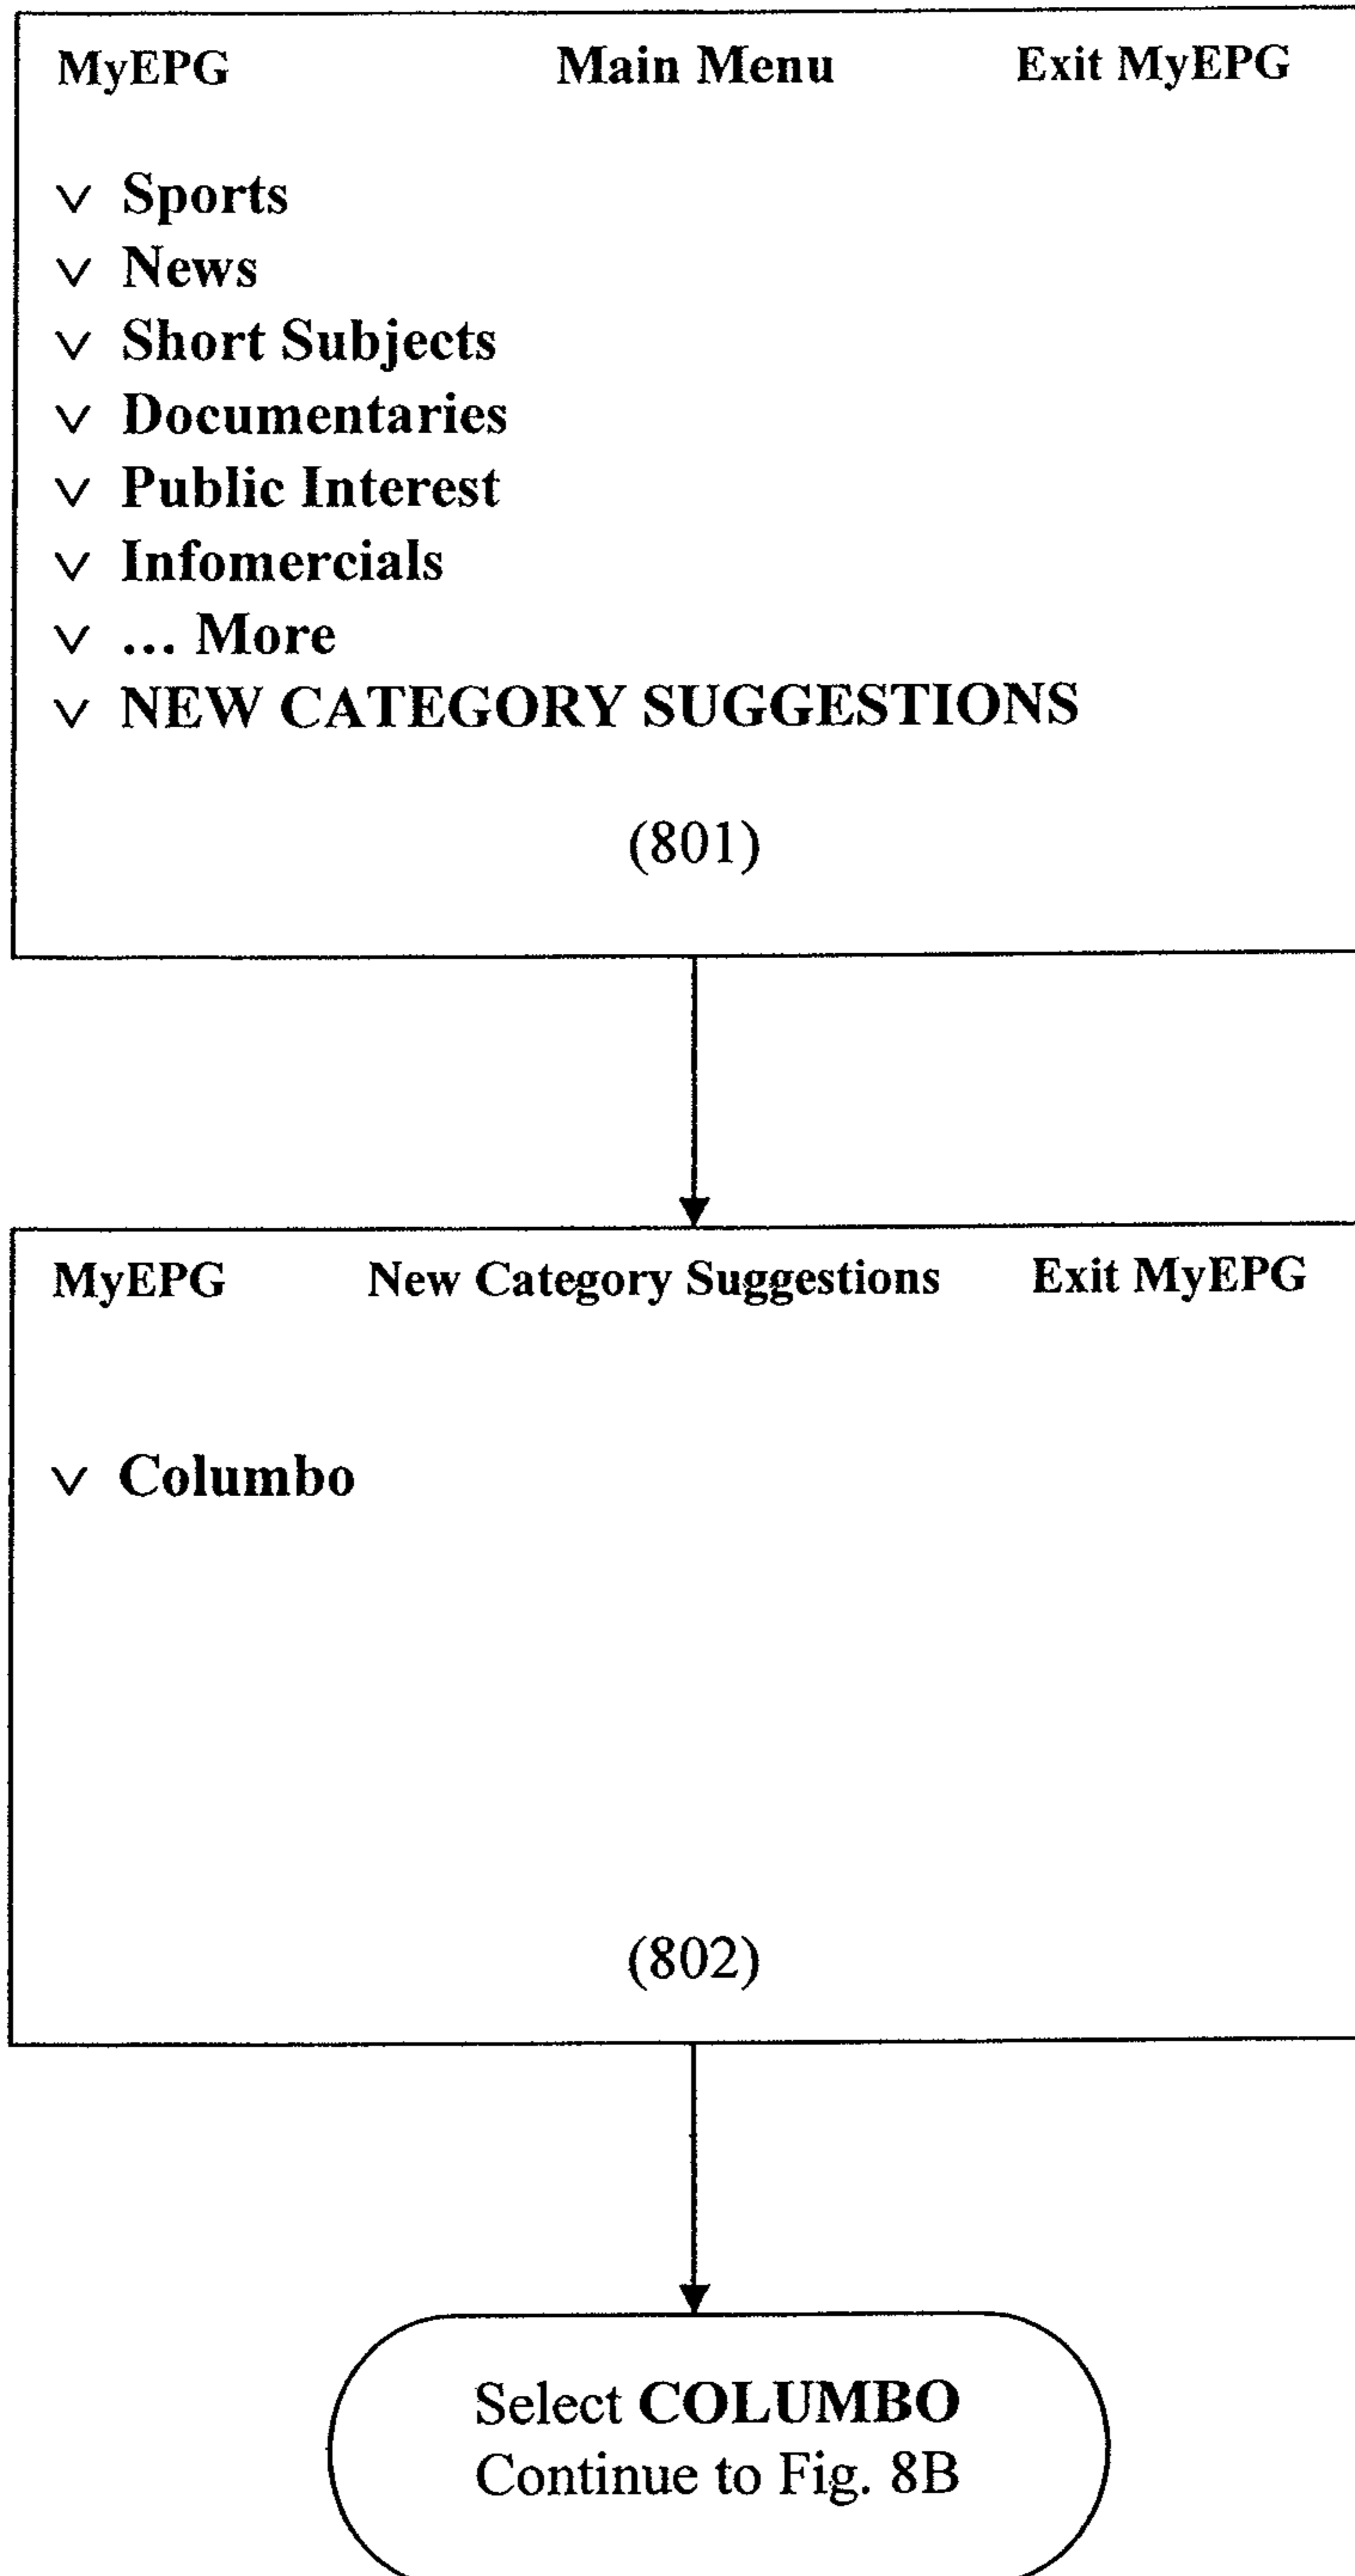 MyEPG Main Menu Exit MyEPG
∨ Sports
∨ News
∨ Short Subjects
∨ Documentaries
∨ Public Interest
∨ Infomercials
∨ ... More
∨ NEW CATEGORY SUGGESTIONS
(801)
MyEPG New Category Suggestions Exit MyEPG
∨ Columbo
(802)
Select COLUMBO
Continue to Fig. 8B